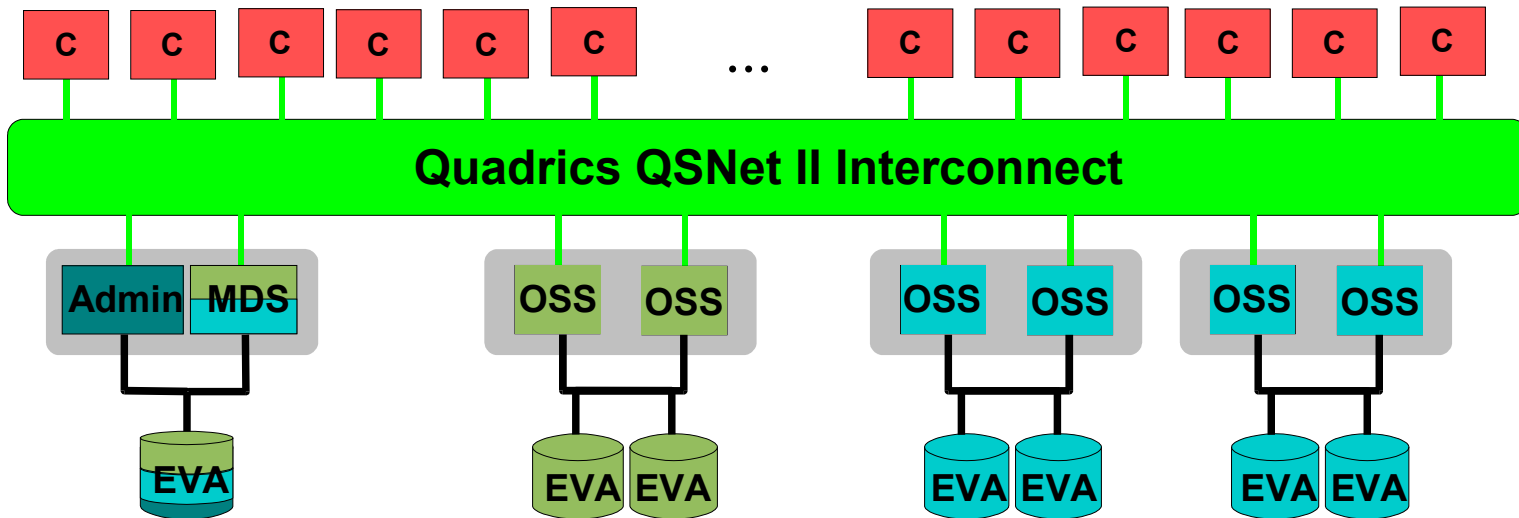 C C C C C C ... C C C C C C
Quadrics QSNet II Interconnect
Admin MDS OSS OSS OSS OSS OSS OSS
EVA EVA EVA EVA EVA EVA EVA